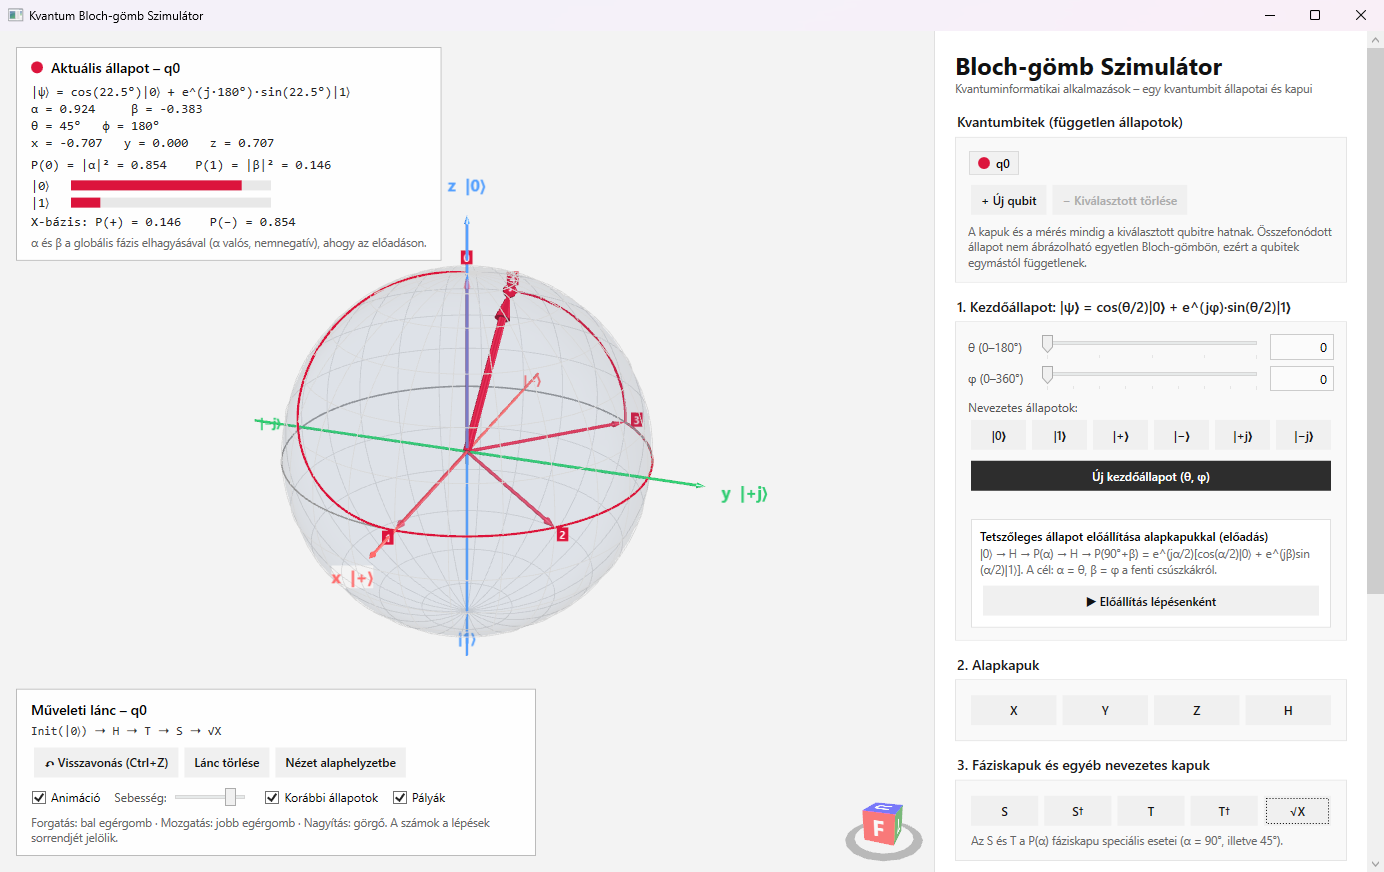 Kvantum Bloch-gömb Szimulátor
Aktuális állapot – q0
|ψ⟩ = cos(22.5°)|0⟩ + e^(j·180°)·sin(22.5°)|1⟩
α = 0.924 β = -0.383
θ = 45° ϕ = 180°
x = -0.707 y = 0.000 z = 0.707
P(0) = |α|² = 0.854 P(1) = |β|² = 0.146
|0⟩
|1⟩
X-bázis: P(+) = 0.146 P(−) = 0.854
α és β a globális fázis elhagyásával (α valós, nemnegatív), ahogy az előadáson.
z |0⟩
|−j⟩
3
y |+j⟩
2
x |+⟩
Műveleti lánc – q0
Init(|0⟩) → H → T → S → √X
↶ Visszavonás (Ctrl+Z)
Lánc törlése
Nézet alaphelyzetbe
Animáció
Sebesség:
Korábbi állapotok
Pályák
Forgatás: bal egérgomb · Mozgatás: jobb egérgomb · Nagyítás: görgő. A számok a lépések
sorrendjét jelölik.
F
Bloch-gömb Szimulátor
Kvantuminformatikai alkalmazások – egy kvantumbit állapotai és kapui
Kvantumbitek (független állapotok)
q0
+ Új qubit
− Kiválasztott törlése
A kapuk és a mérés mindig a kiválasztott qubitre hatnak. Összefonódott
állapot nem ábrázolható egyetlen Bloch-gömbön, ezért a qubitek
egymástól függetlenek.
1. Kezdőállapot: |ψ⟩ = cos(θ/2)|0⟩ + e^(jφ)·sin(θ/2)|1⟩
θ (0–180°)
0
φ (0–360°)
0
Nevezetes állapotok:
|0⟩
|1⟩
|+⟩
|−⟩
|+j⟩
|−j⟩
Új kezdőállapot (θ, φ)
Tetszőleges állapot előállítása alapkapukkal (előadás)
|0⟩ → H → P(α) → H → P(90°+β) = e^(jα/2)[cos(α/2)|0⟩ + e^(jβ)sin
(α/2)|1⟩]. A cél: α = θ, β = φ a fenti csúszkákról.
▶ Előállítás lépésenként
2. Alapkapuk
X
Y
Z
H
3. Fáziskapuk és egyéb nevezetes kapuk
S
S†
T
T†
√X
Az S és T a P(α) fáziskapu speciális esetei (α = 90°, illetve 45°).